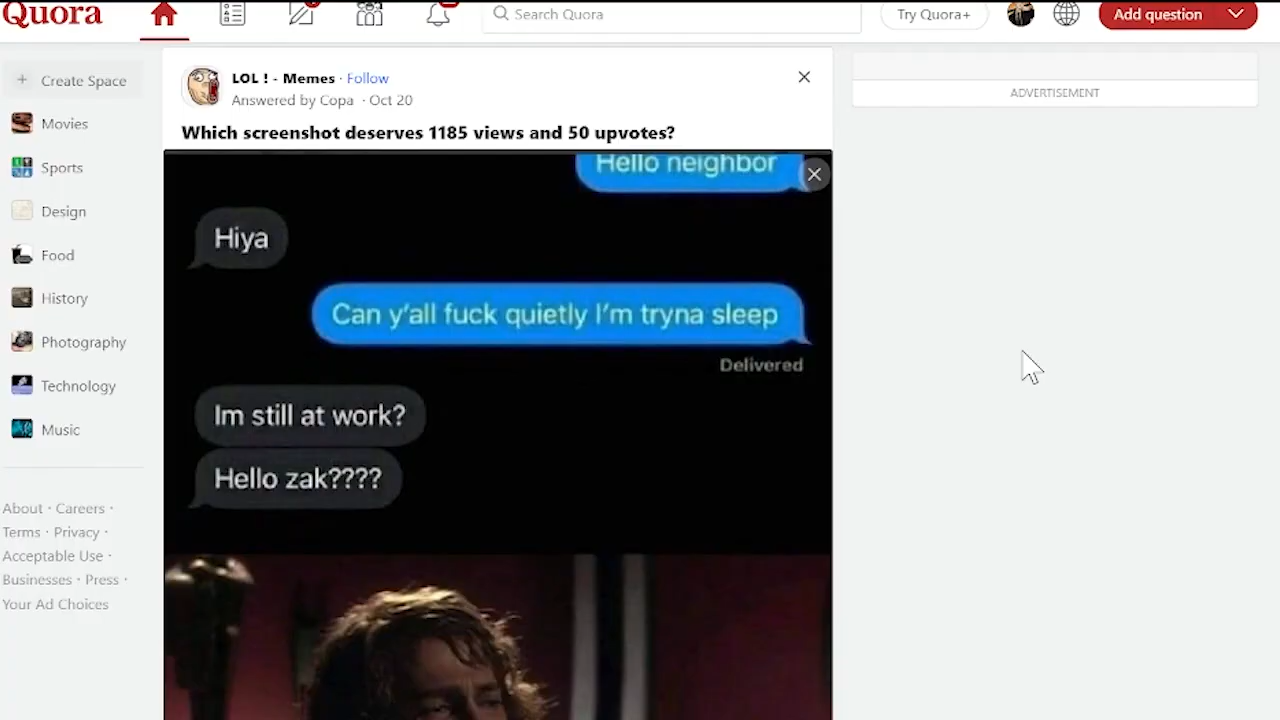 Quora
Search Quora
Try Quora+
Add question
Create Space
Movies
Sports
Design
Food
History
Photography
Technology
Music
About · Careers ·
Terms · Privacy ·
Acceptable Use ·
Businesses · Press ·
Your Ad Choices
LOL ! - Memes · Follow
Answered by Copa · Oct 20
Which screenshot deserves 1185 views and 50 upvotes?
Hello neighbor
Hiya
Can y'all fuck quietly I'm tryna sleep
Delivered
Im still at work?
Hello zak????
ADVERTISEMENT